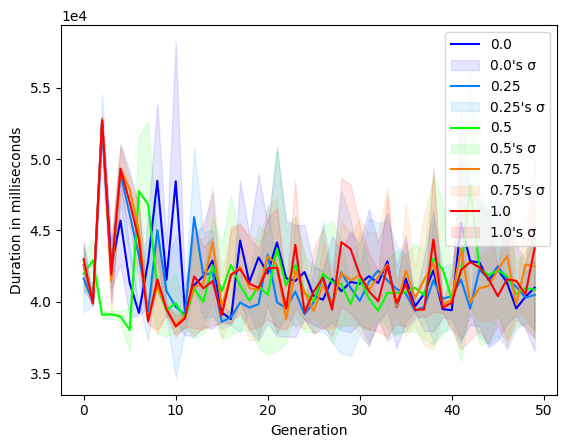 1e4
5.5
5.0
4.5
4.0
3.5
Duration in milliseconds
0
10
20
30
40
50
Generation
0.0
0.0's σ
0.25
0.25's σ
0.5
0.5's σ
0.75
0.75's σ
1.0
1.0's σ